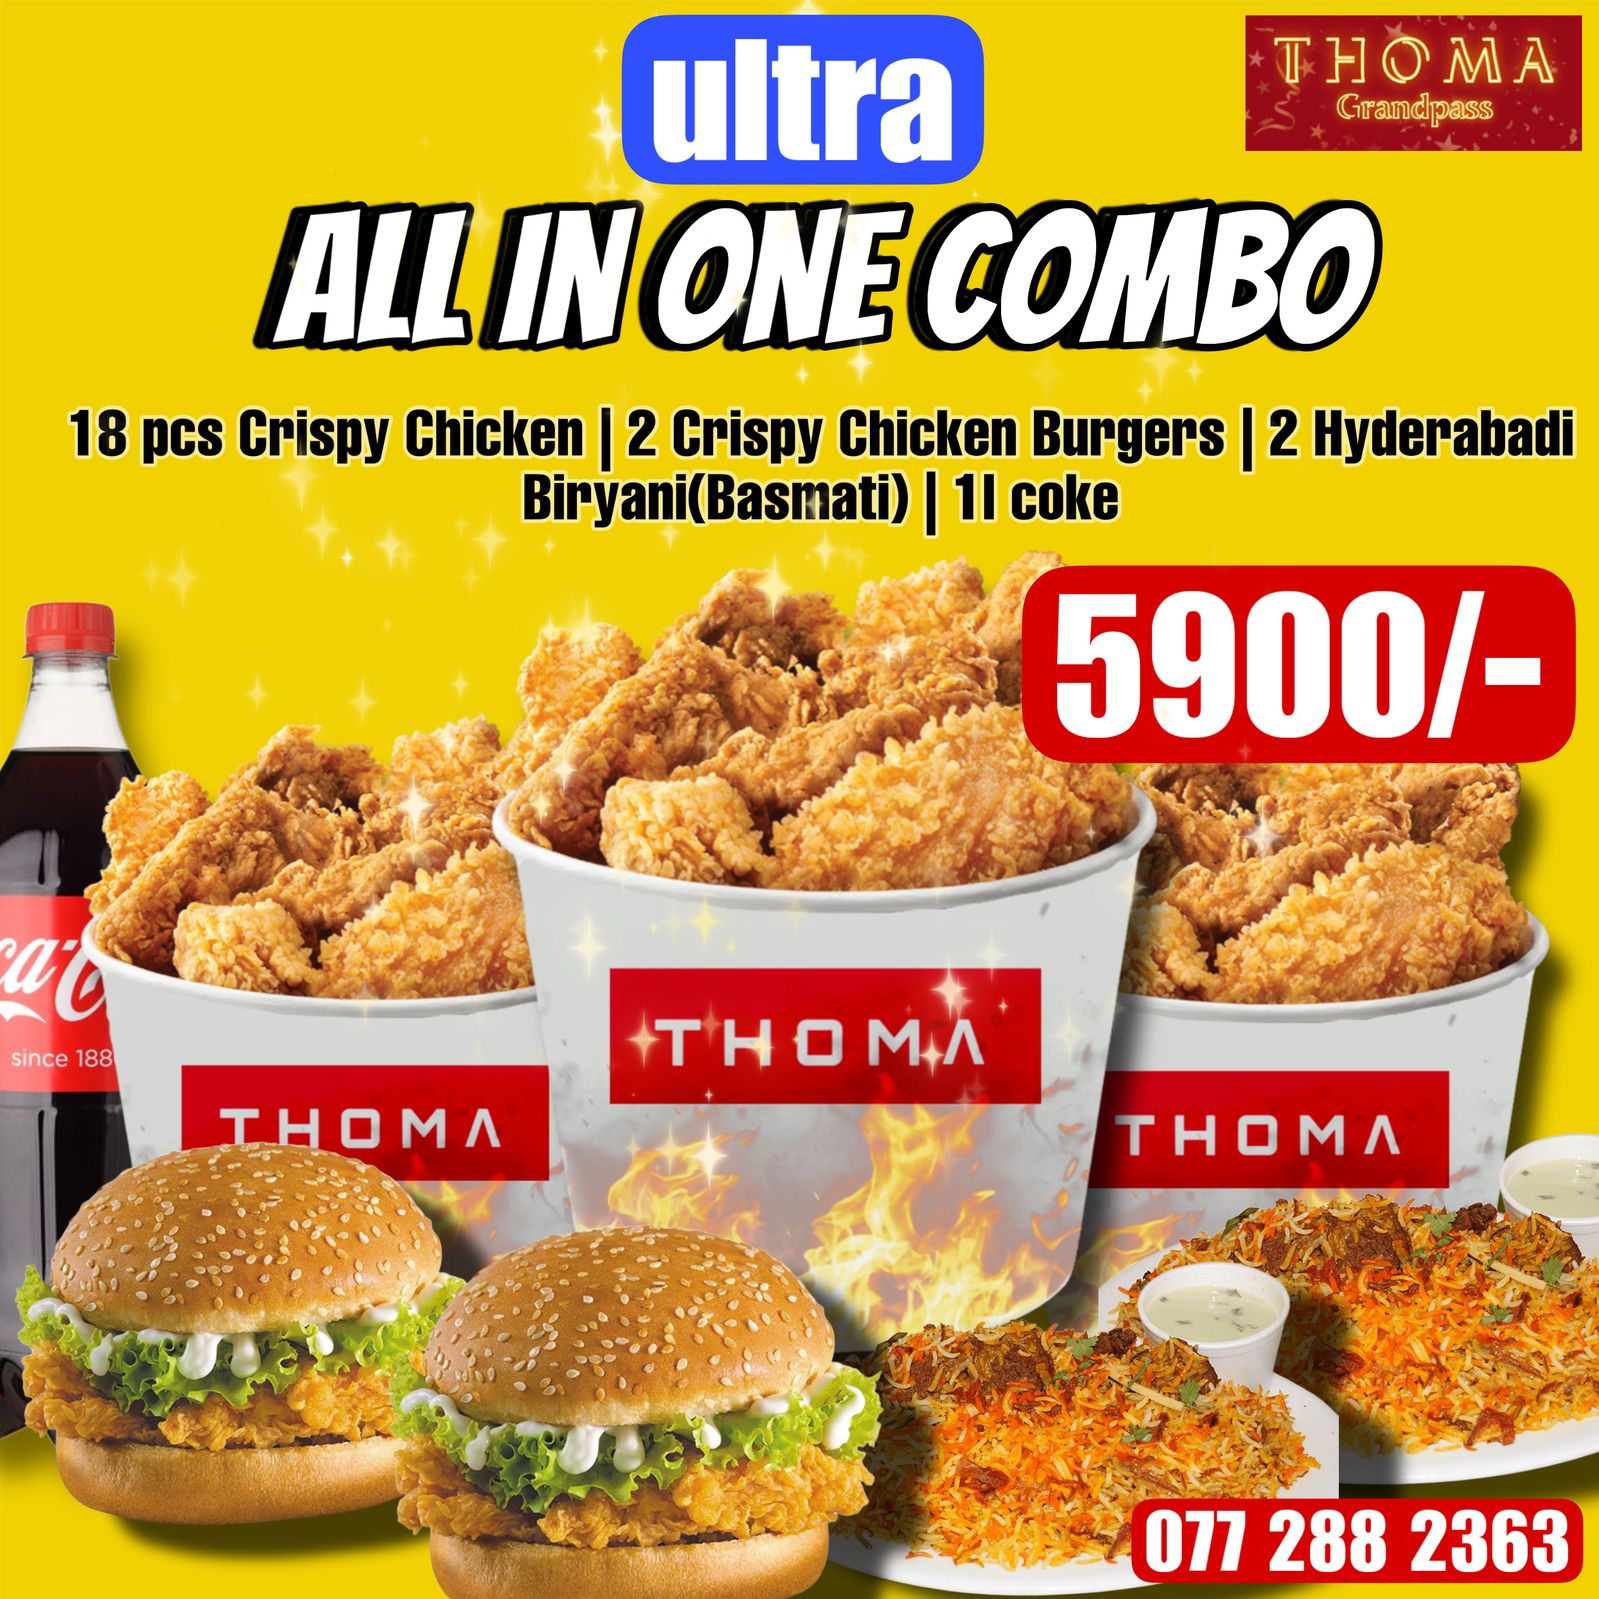 ultra
THOMA
Grandpass
ALL IN ONE COMBO
18 pcs Crispy Chicken | 2 Crispy Chicken Burgers | 2 Hyderabadi
Biryani(Basmati) | 1l coke
5900/-
since 188
THOMA
THOMA
THOMA
077 288 2363